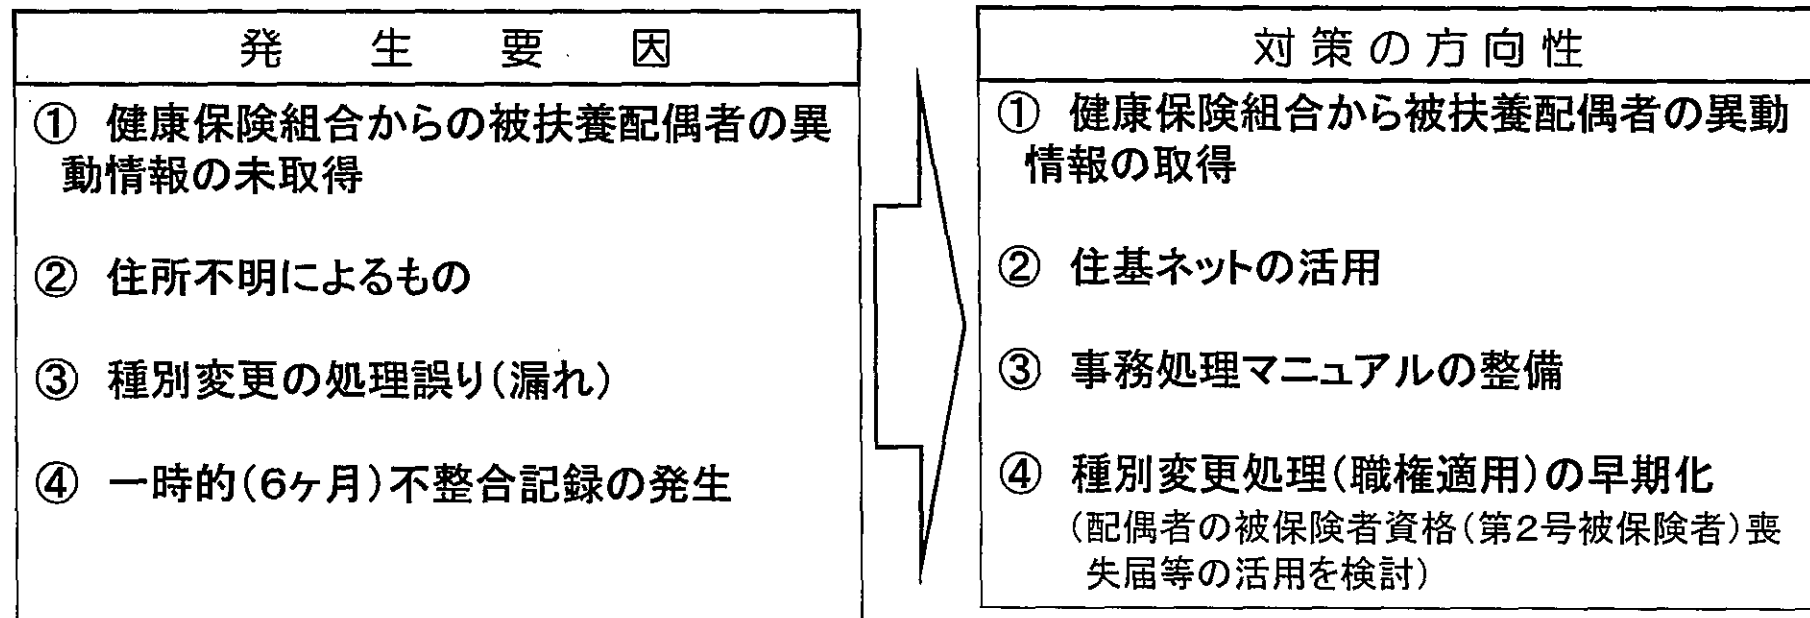 発生要因
① 健康保険組合からの被扶養配偶者の異
動情報の未取得
② 住所不明によるもの
③ 種別変更の処理誤り(漏れ)
④ 一時的(6ヶ月)不整合記録の発生
対策の方向性
① 健康保険組合から被扶養配偶者の異動
情報の取得
② 住基ネットの活用
③ 事務処理マニュアルの整備
④ 種別変更処理(職権適用)の早期化
(配偶者の被保険者資格(第2号被保険者)喪
失届等の活用を検討)